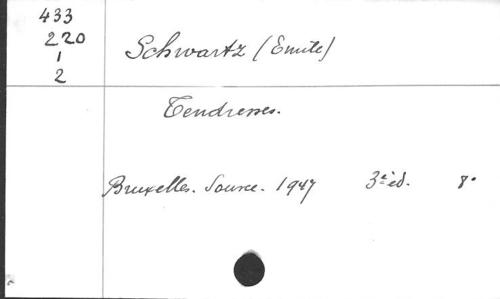 433
220
1
2
Schwartz (Emile)
Tendresses.
Bruxelles. Source. 1947 3e éd. 8°